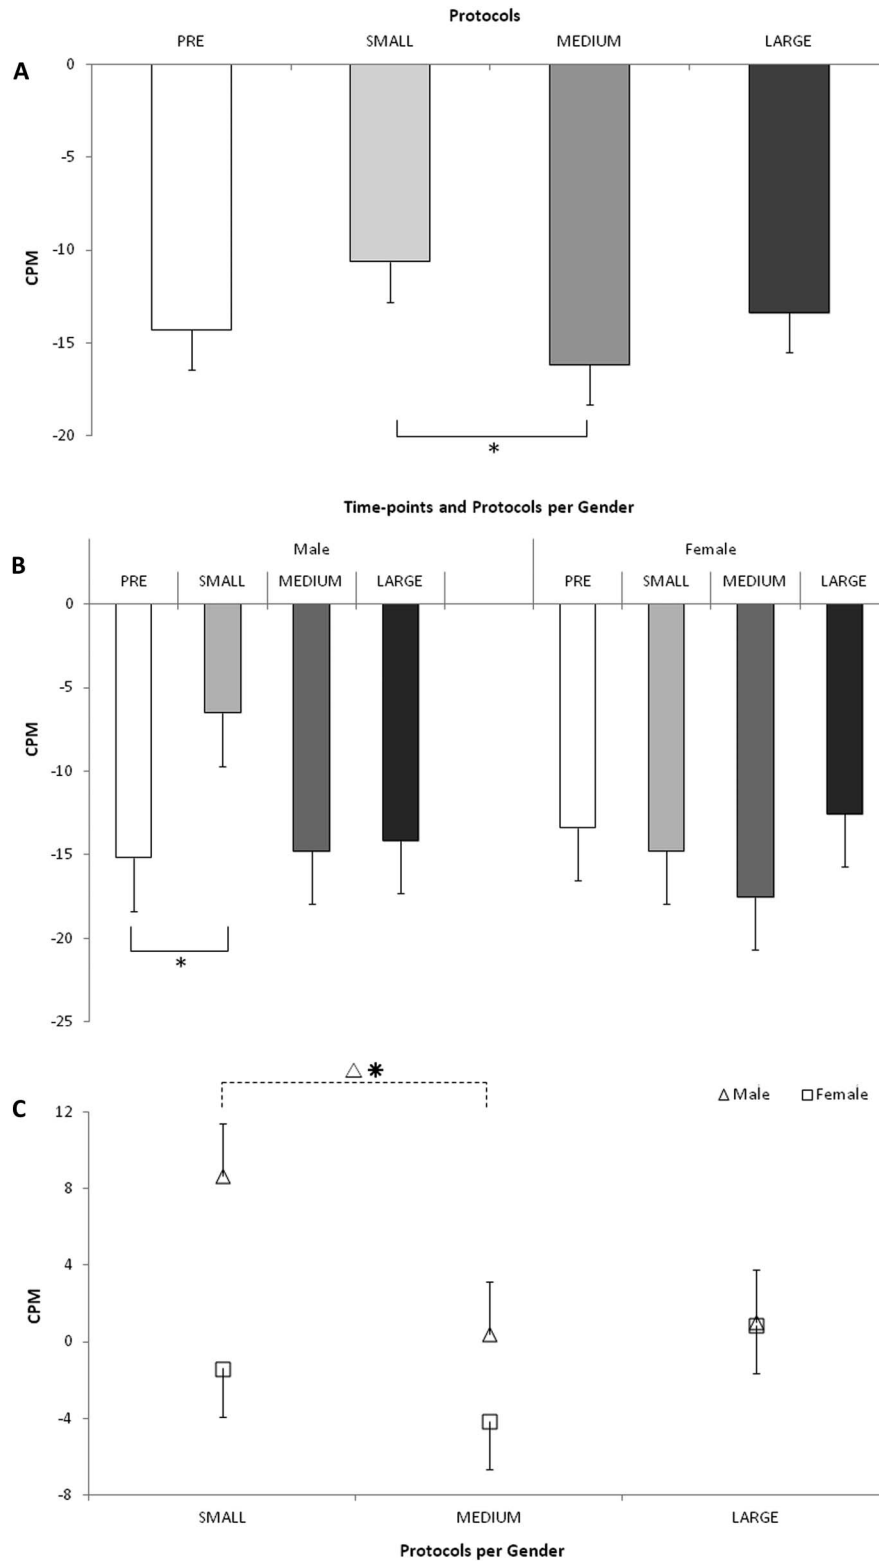 Protocols
PRE SMALL MEDIUM LARGE
A
0
-5
-10
CPM
-15
-20
*
Time-points and Protocols per Gender
Male Female
B
PRE SMALL MEDIUM LARGE PRE SMALL MEDIUM LARGE
0
-5
CPM
-10
-15
-20
*
-25
△ *
C
△ Male □ Female
12
8
4
CPM
0
-4
-8
SMALL MEDIUM LARGE
Protocols per Gender